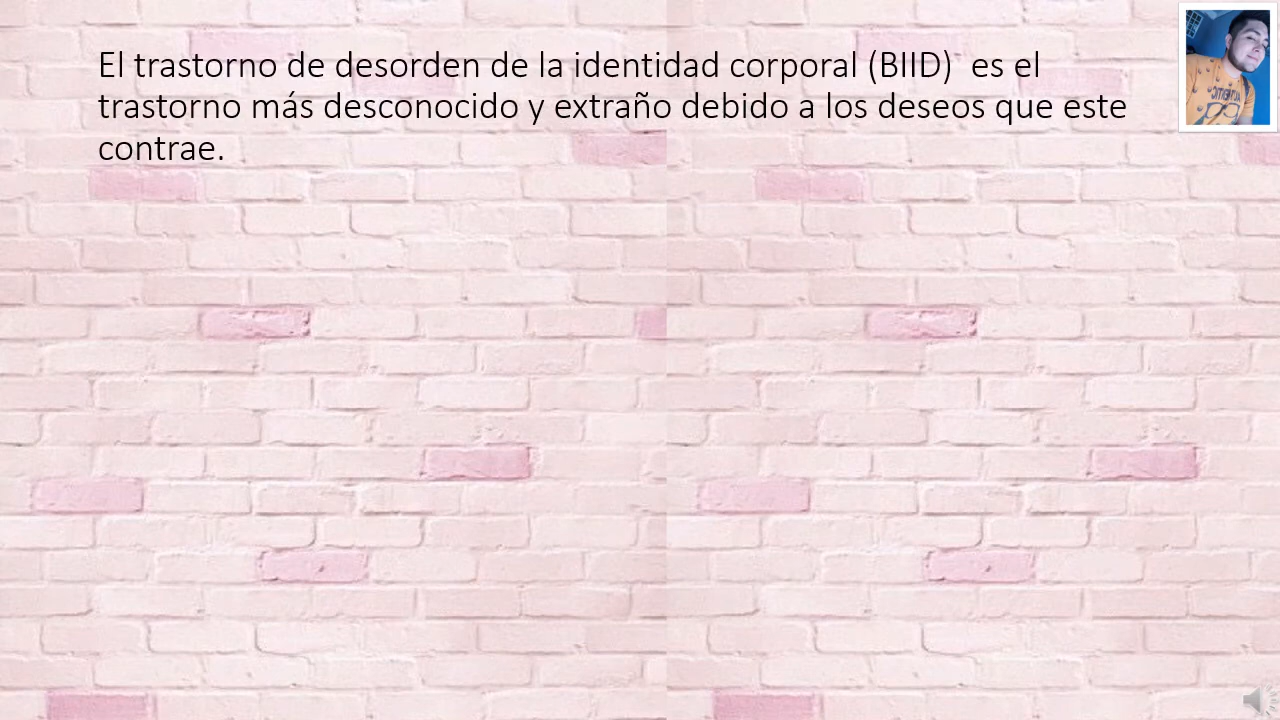 El trastorno de desorden de la identidad corporal (BIID)  es el
trastorno más desconocido y extraño debido a los deseos que este
contrae.